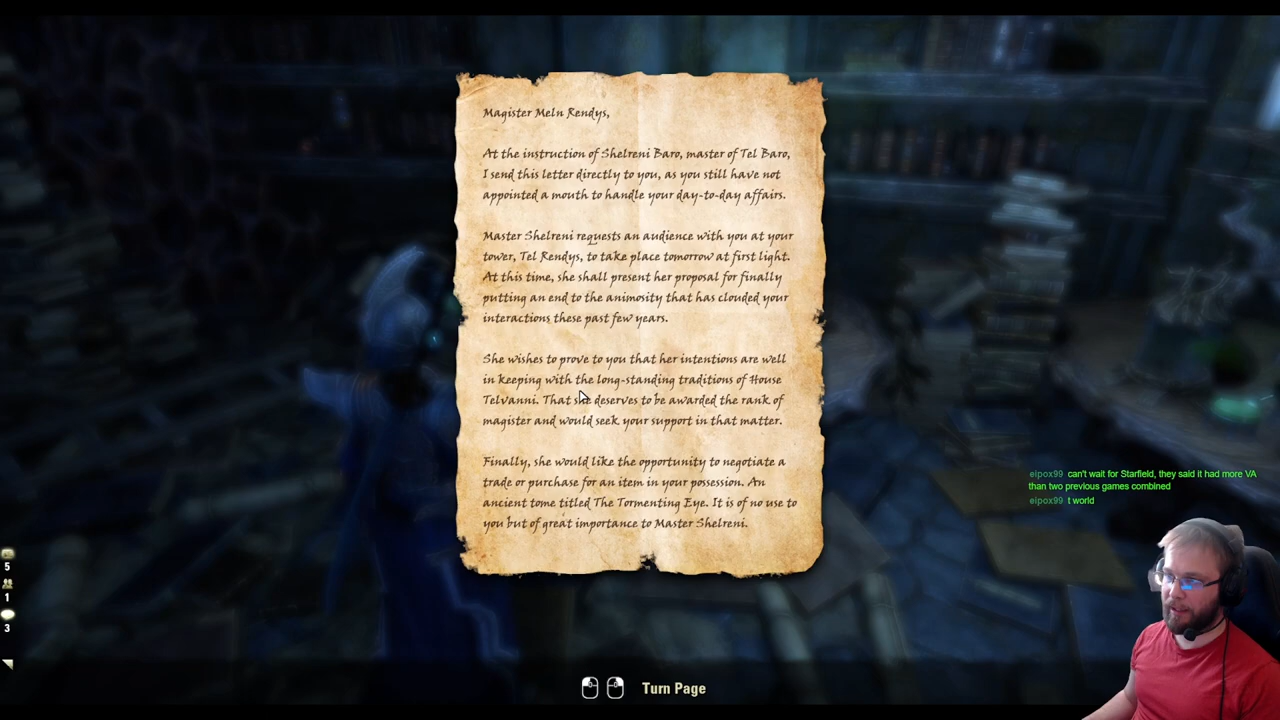 Magister Meln Rendys,
At the instruction of Shelreni Baro, master of Tel Baro,
I send this letter directly to you, as you still have not
appointed a mouth to handle your day-to-day affairs.
Master Shelreni requests an audience with you at your
tower, Tel Rendys, to take place tomorrow at first light.
At this time, she shall present her proposal for finally
putting an end to the animosity that has clouded your
interactions these past few years.
She wishes to prove to you that her intentions are well
in keeping with the long-standing traditions of House
Telvanni. That she deserves to be awarded the rank of
magister and would seek your support in that matter.
Finally, she would like the opportunity to negotiate a
trade or purchase for an item in your possession. An
ancient tome titled The Tormenting Eye. It is of no use to
you but of great importance to Master Shelreni.
eipox99 can't wait for Starfield, they said it had more VA
than two previous games combined
eipox99 t world
5
1
3
Turn Page